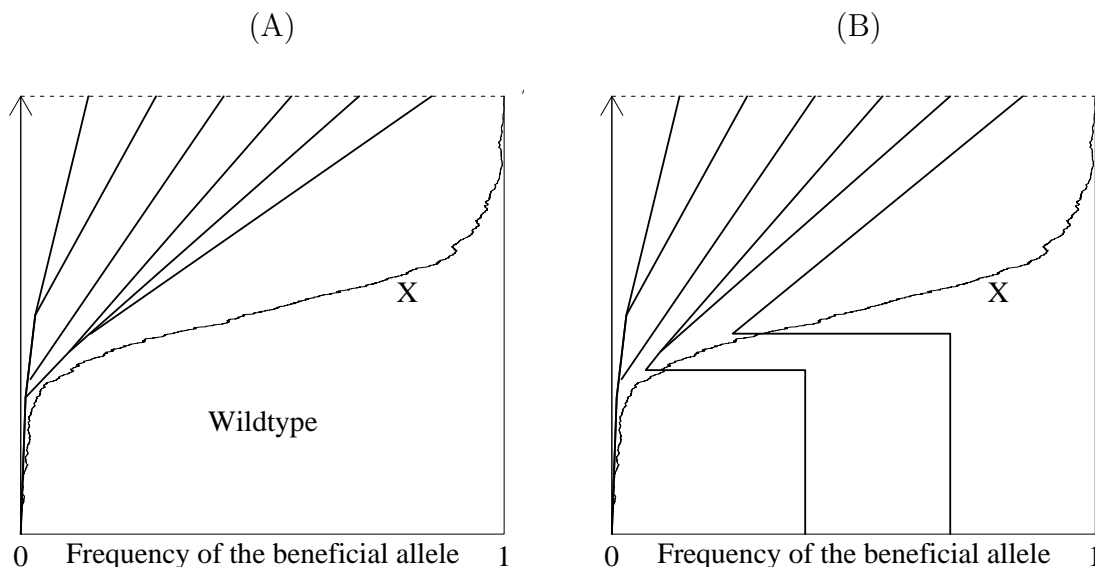 (A)
(B)
X
X
Wildtype
0 Frequency of the beneficial allele 1
0 Frequency of the beneficial allele 1